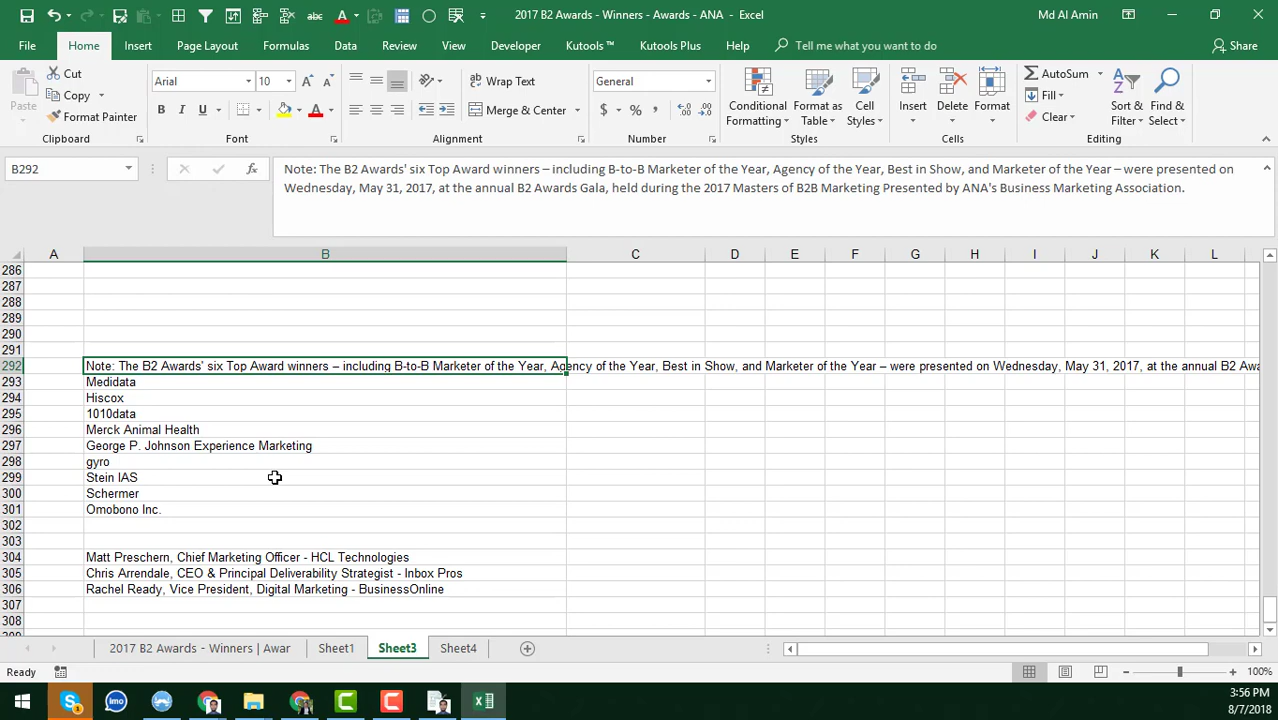 2017 B2 Awards - Winners - Awards - ANA - Excel
Md Al Amin
File Home Insert Page Layout Formulas Data Review View Developer Kutools ™ Kutools Plus Help Tell me what you want to do Share
Paste
Cut
Copy
Format Painter
Clipboard
Arial 10
B I U
Font
Wrap Text
Merge & Center
Alignment
General
$ % ,
Number
Conditional Formatting
Format as Table
Cell Styles
Styles
Insert
Delete
Format
Cells
AutoSum
Fill
Clear
Sort & Filter
Find & Select
Editing
B292
fx
Note: The B2 Awards' six Top Award winners – including B-to-B Marketer of the Year, Agency of the Year, Best in Show, and Marketer of the Year – were presented on
Wednesday, May 31, 2017, at the annual B2 Awards Gala, held during the 2017 Masters of B2B Marketing Presented by ANA's Business Marketing Association.
A B C D E F G H I J K L
286
287
288
289
290
291
292 Note: The B2 Awards' six Top Award winners – including B-to-B Marketer of the Year, Agency of the Year, Best in Show, and Marketer of the Year – were presented on Wednesday, May 31, 2017, at the annual B2 Awa
293 Medidata
294 Hiscox
295 1010data
296 Merck Animal Health
297 George P. Johnson Experience Marketing
298 gyro
299 Stein IAS
300 Schermer
301 Omobono Inc.
302
303
304 Matt Preschern, Chief Marketing Officer - HCL Technologies
305 Chris Arrendale, CEO & Principal Deliverability Strategist - Inbox Pros
306 Rachel Ready, Vice President, Digital Marketing - BusinessOnline
307
308
2017 B2 Awards - Winners | Awar Sheet1 Sheet3 Sheet4
Ready
100%
imo
3:56 PM
8/7/2018